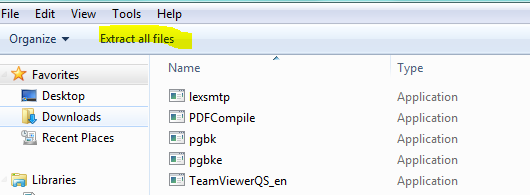 File Edit View Tools Help
Organize Extract all files
Favorites
Desktop
Downloads
Recent Places
Libraries
Name Type
lexsmtp Application
PDFCompile Application
pgbk Application
pgbke Application
TeamViewerQS_en Application